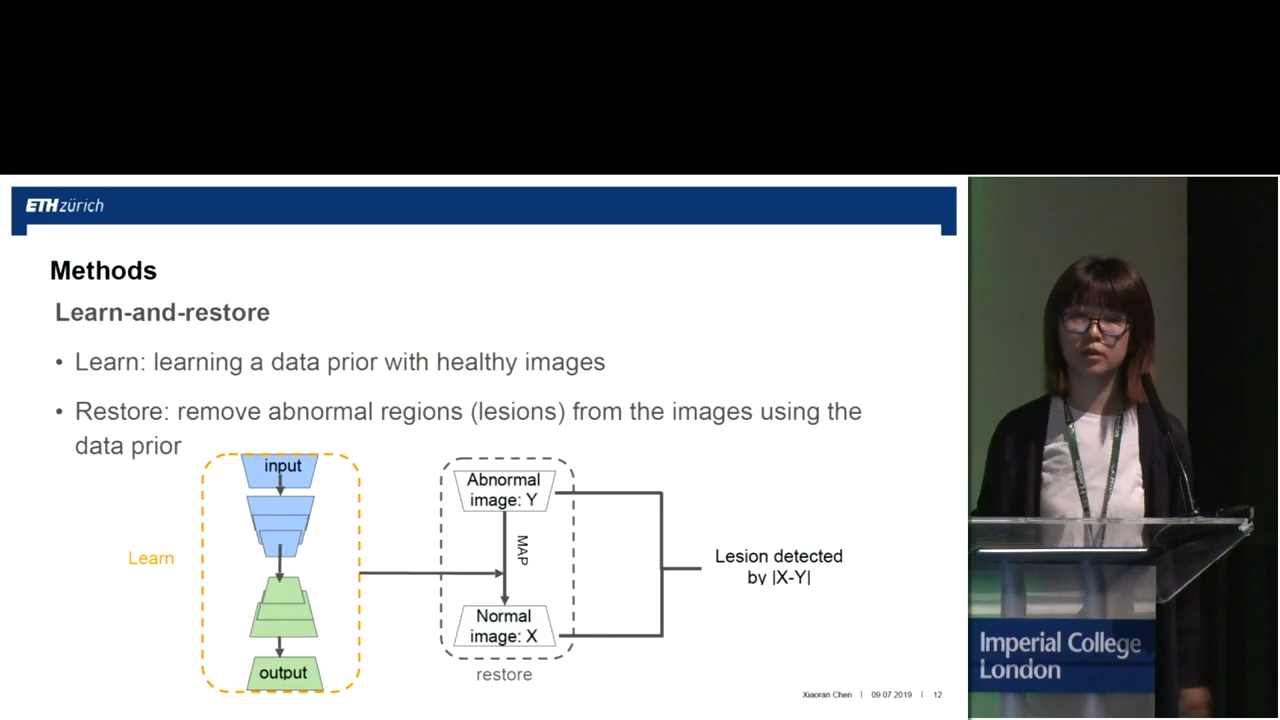 ETH zürich
Methods
Learn-and-restore
• Learn: learning a data prior with healthy images
• Restore: remove abnormal regions (lesions) from the images using the
data prior
input
Learn
output
Abnormal
image: Y
MAP
Normal
image: X
restore
Lesion detected
by |X-Y|
Xiaoran Chen | 09.07.2019 | 12
Imperial College
London